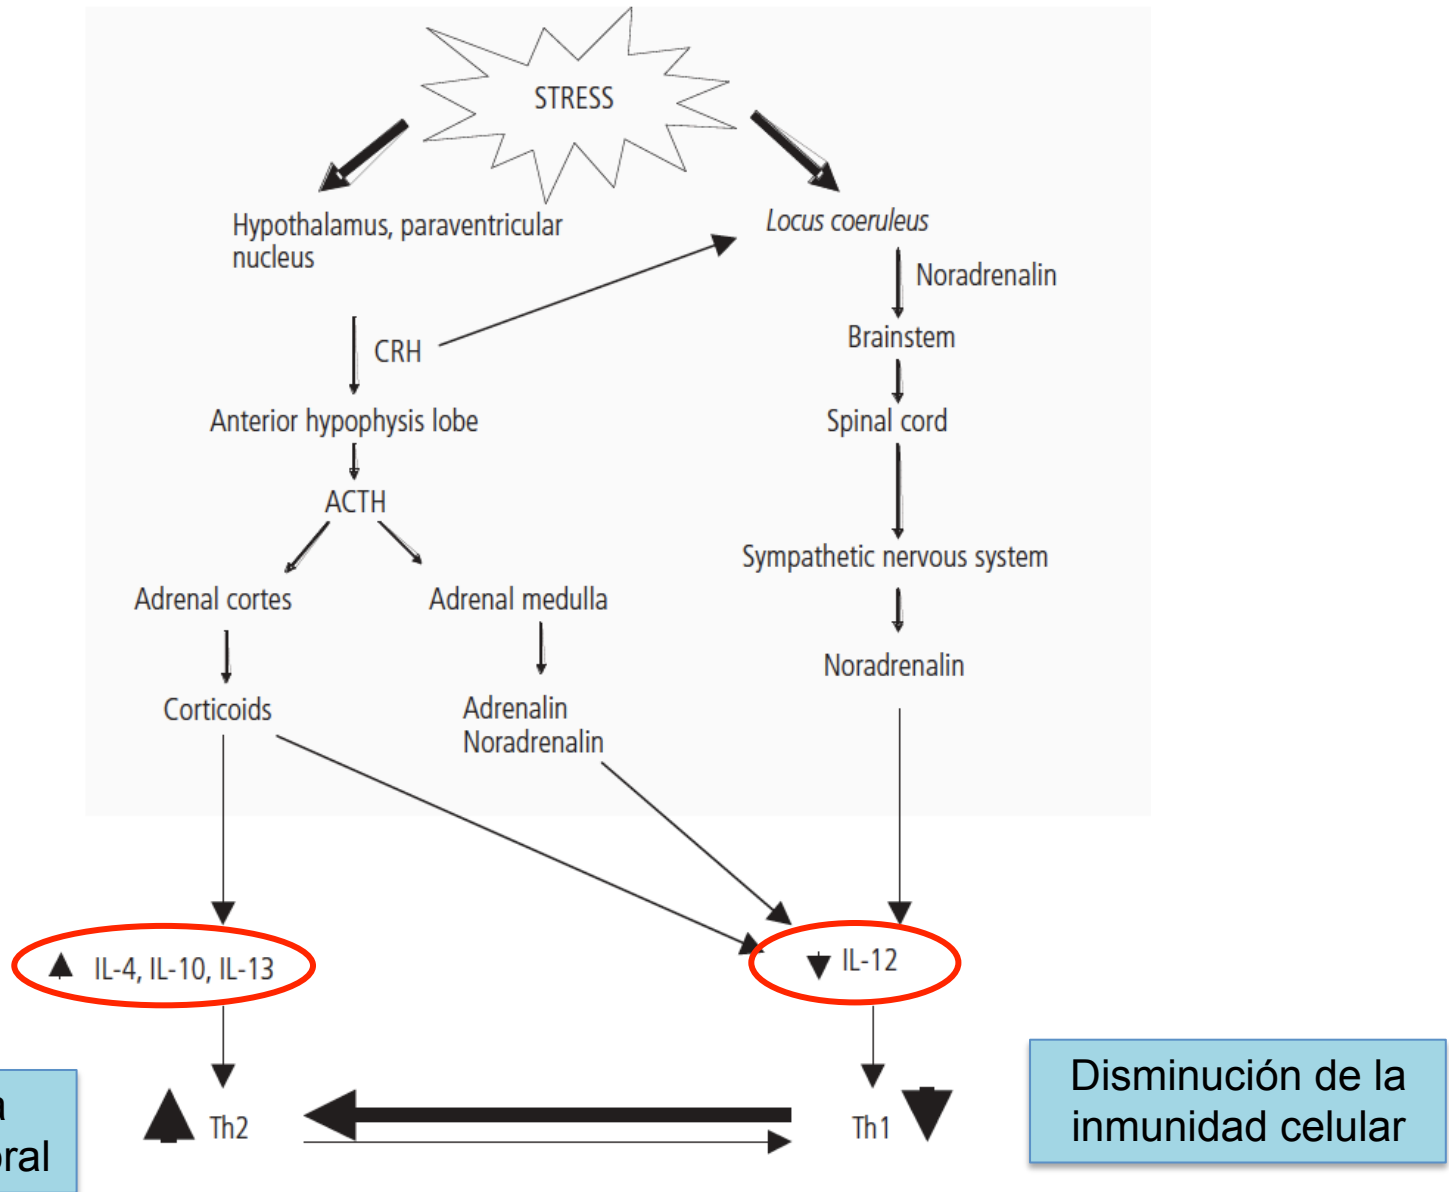 STRESS
Hypothalamus, paraventricular
nucleus
Locus coeruleus
Noradrenalin
CRH
Brainstem
Anterior hypophysis lobe
Spinal cord
ACTH
Sympathetic nervous system
Adrenal cortes
Adrenal medulla
Noradrenalin
Corticoids
Adrenalin
Noradrenalin
IL-4, IL-10, IL-13
IL-12
Th2
Th1
Disminución de la
inmunidad celular